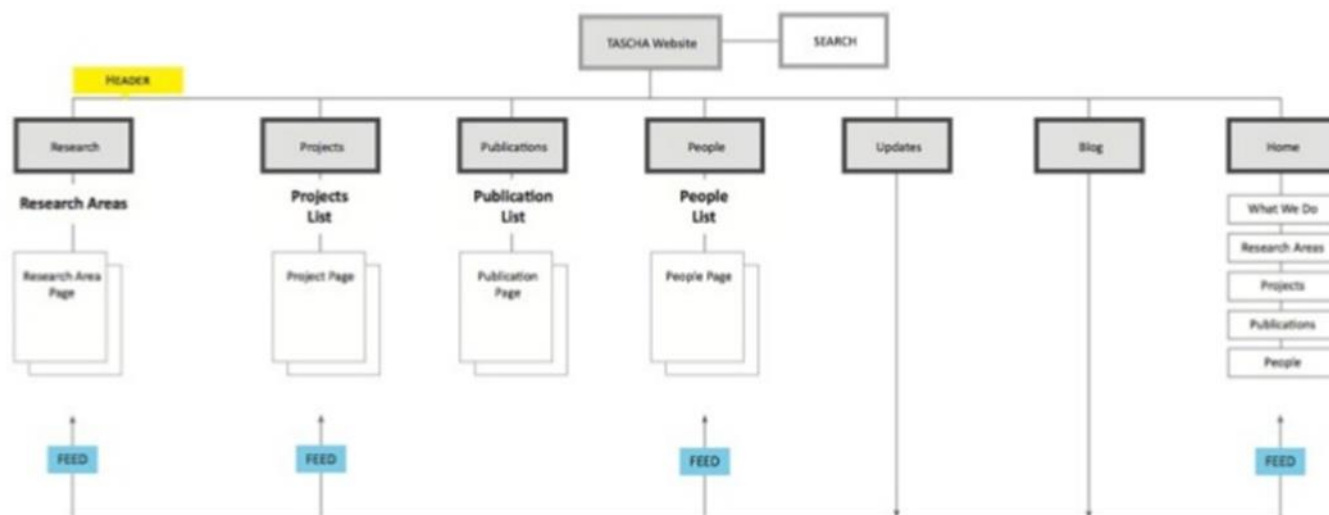 TASCHA Website
SEARCH
HEADER
Research
Projects
Publications
People
Updates
Blog
Home
Research Areas
Projects
List
Publication
List
People
List
What We Do
Research Areas
Projects
Publications
People
Research Area
Page
Project Page
Publication
Page
People Page
FEED
FEED
FEED
FEED